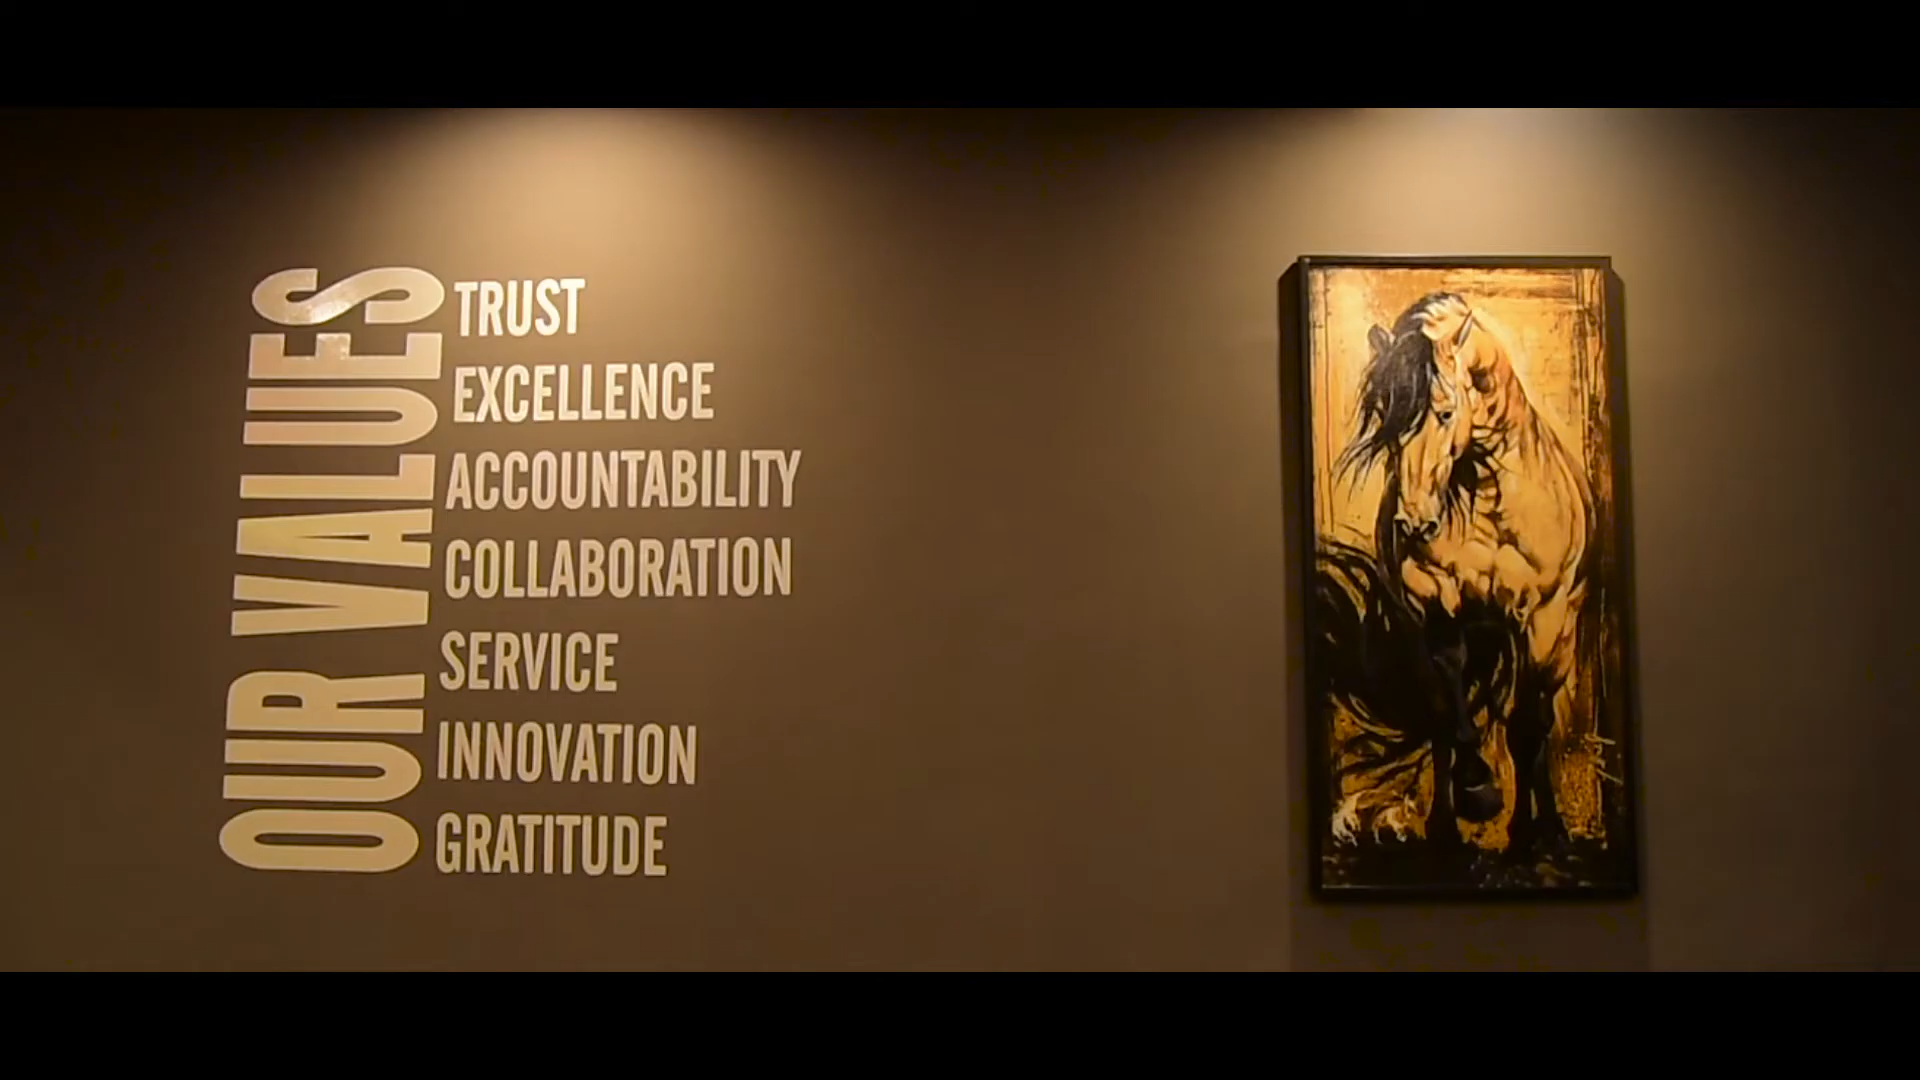 OUR VALUES
TRUST
EXCELLENCE
ACCOUNTABILITY
COLLABORATION
SERVICE
INNOVATION
GRATITUDE